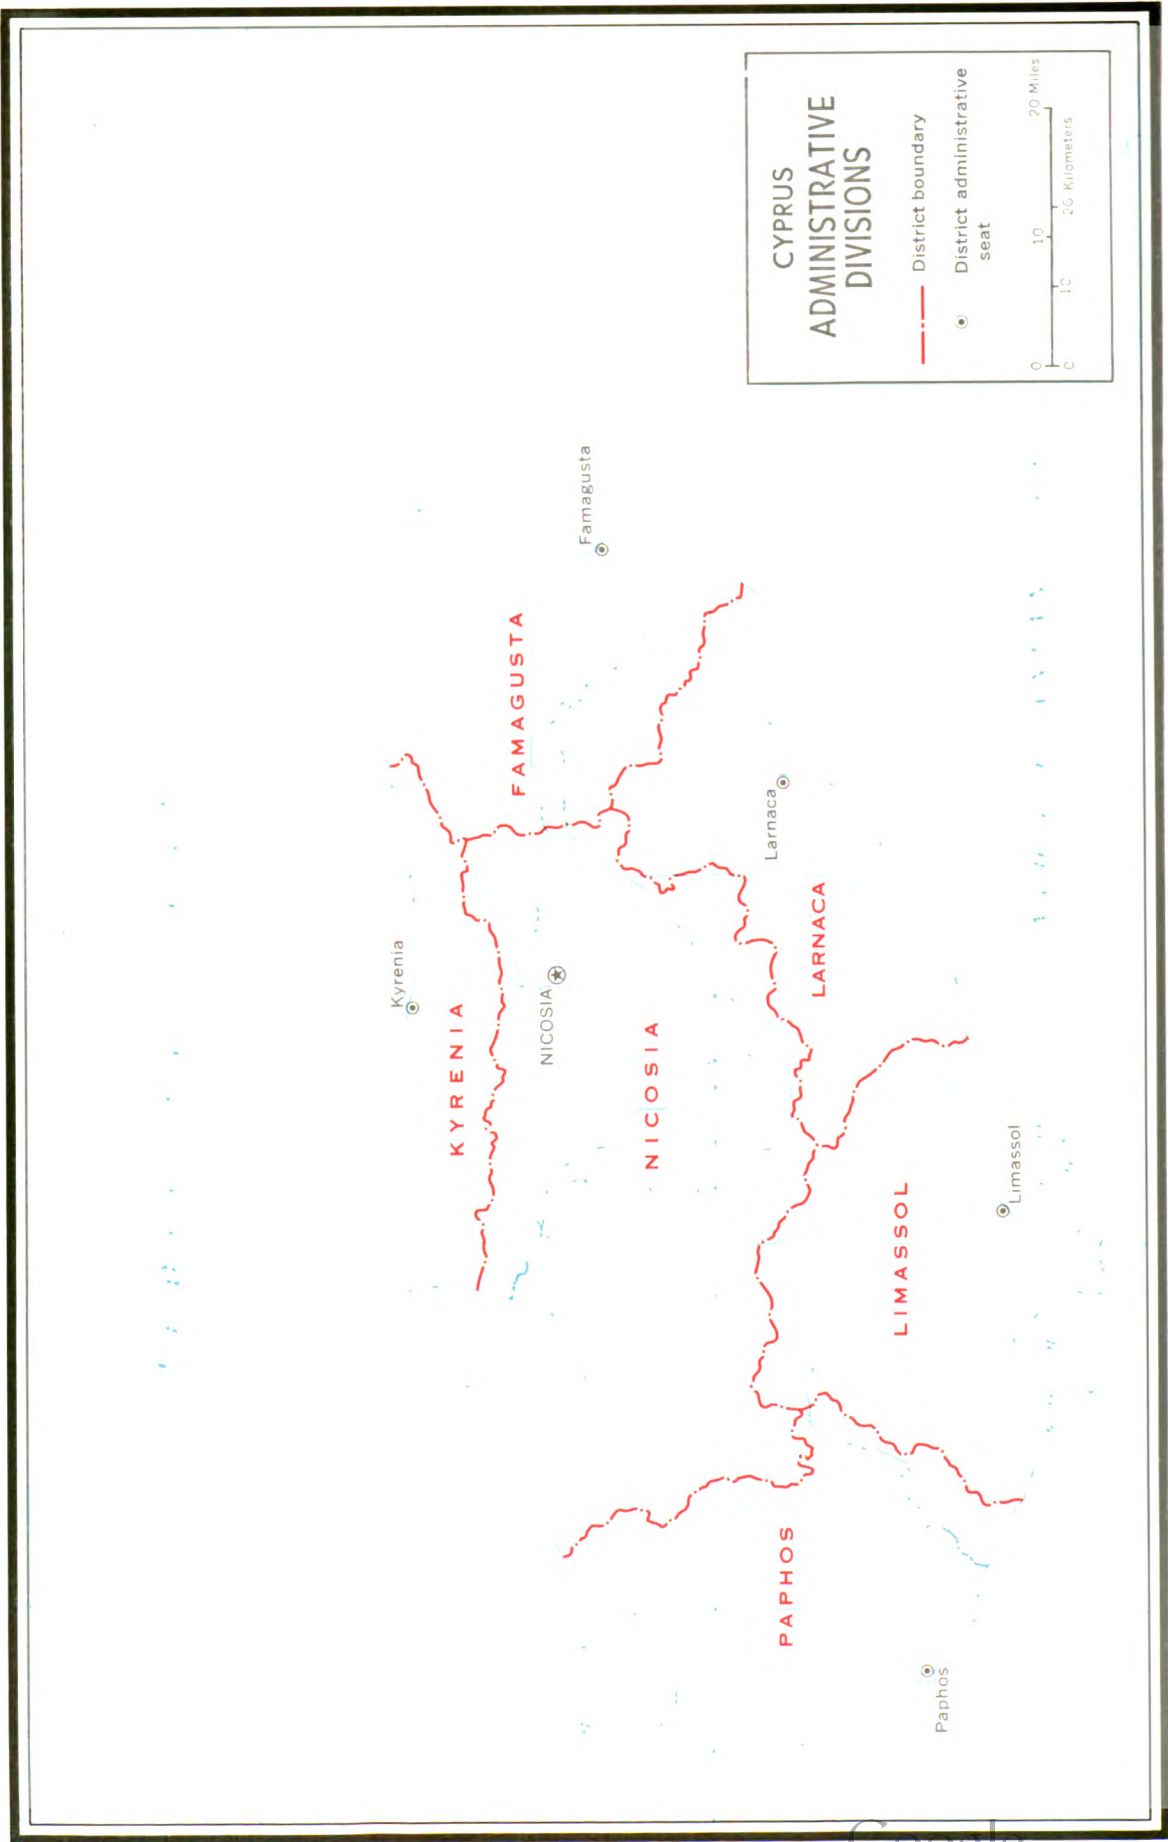 CYPRUS
ADMINISTRATIVE
DIVISIONS
District boundary
District administrative
seat
0 10 20 Miles
0 10 20 Kilometers
Kyrenia
KYRENIA
NICOSIA
NICOSIA
FAMAGUSTA
Famagusta
Larnaca
LARNACA
LIMASSOL
Limassol
PAPHOS
Paphos